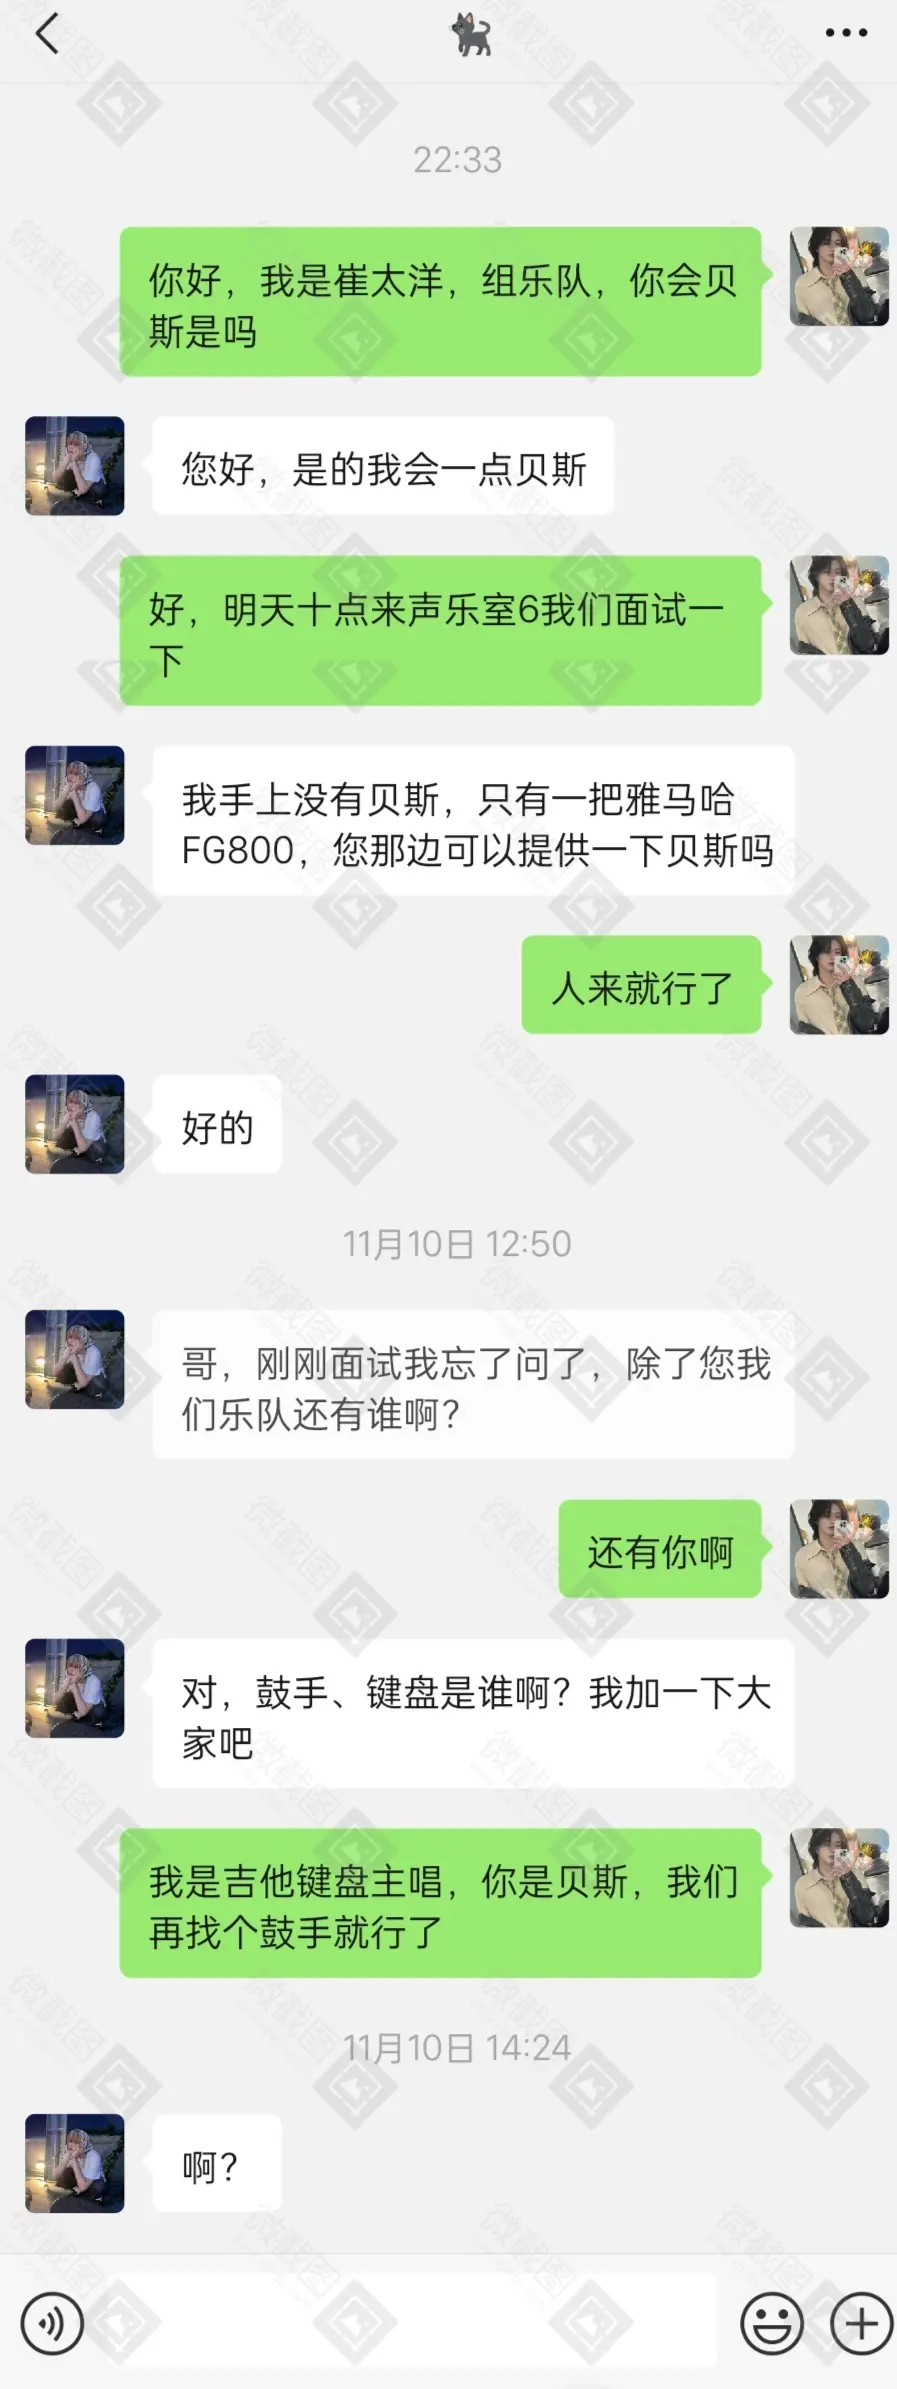 22:33
你好，我是崔太洋，组乐队，你会贝
斯是吗
您好，是的我会一点贝斯
好，明天十点来声乐室6我们面试一
下
我手上没有贝斯，只有一把雅马哈
FG800，您那边可以提供一下贝斯吗
人来就行了
好的
11月10日 12:50
哥，刚刚面试我忘了问了，除了您我
们乐队还有谁啊？
还有你啊
对，鼓手、键盘是谁啊？我加一下大
家吧
我是吉他键盘主唱，你是贝斯，我们
再找个鼓手就行了
11月10日 14:24
啊？
微截图